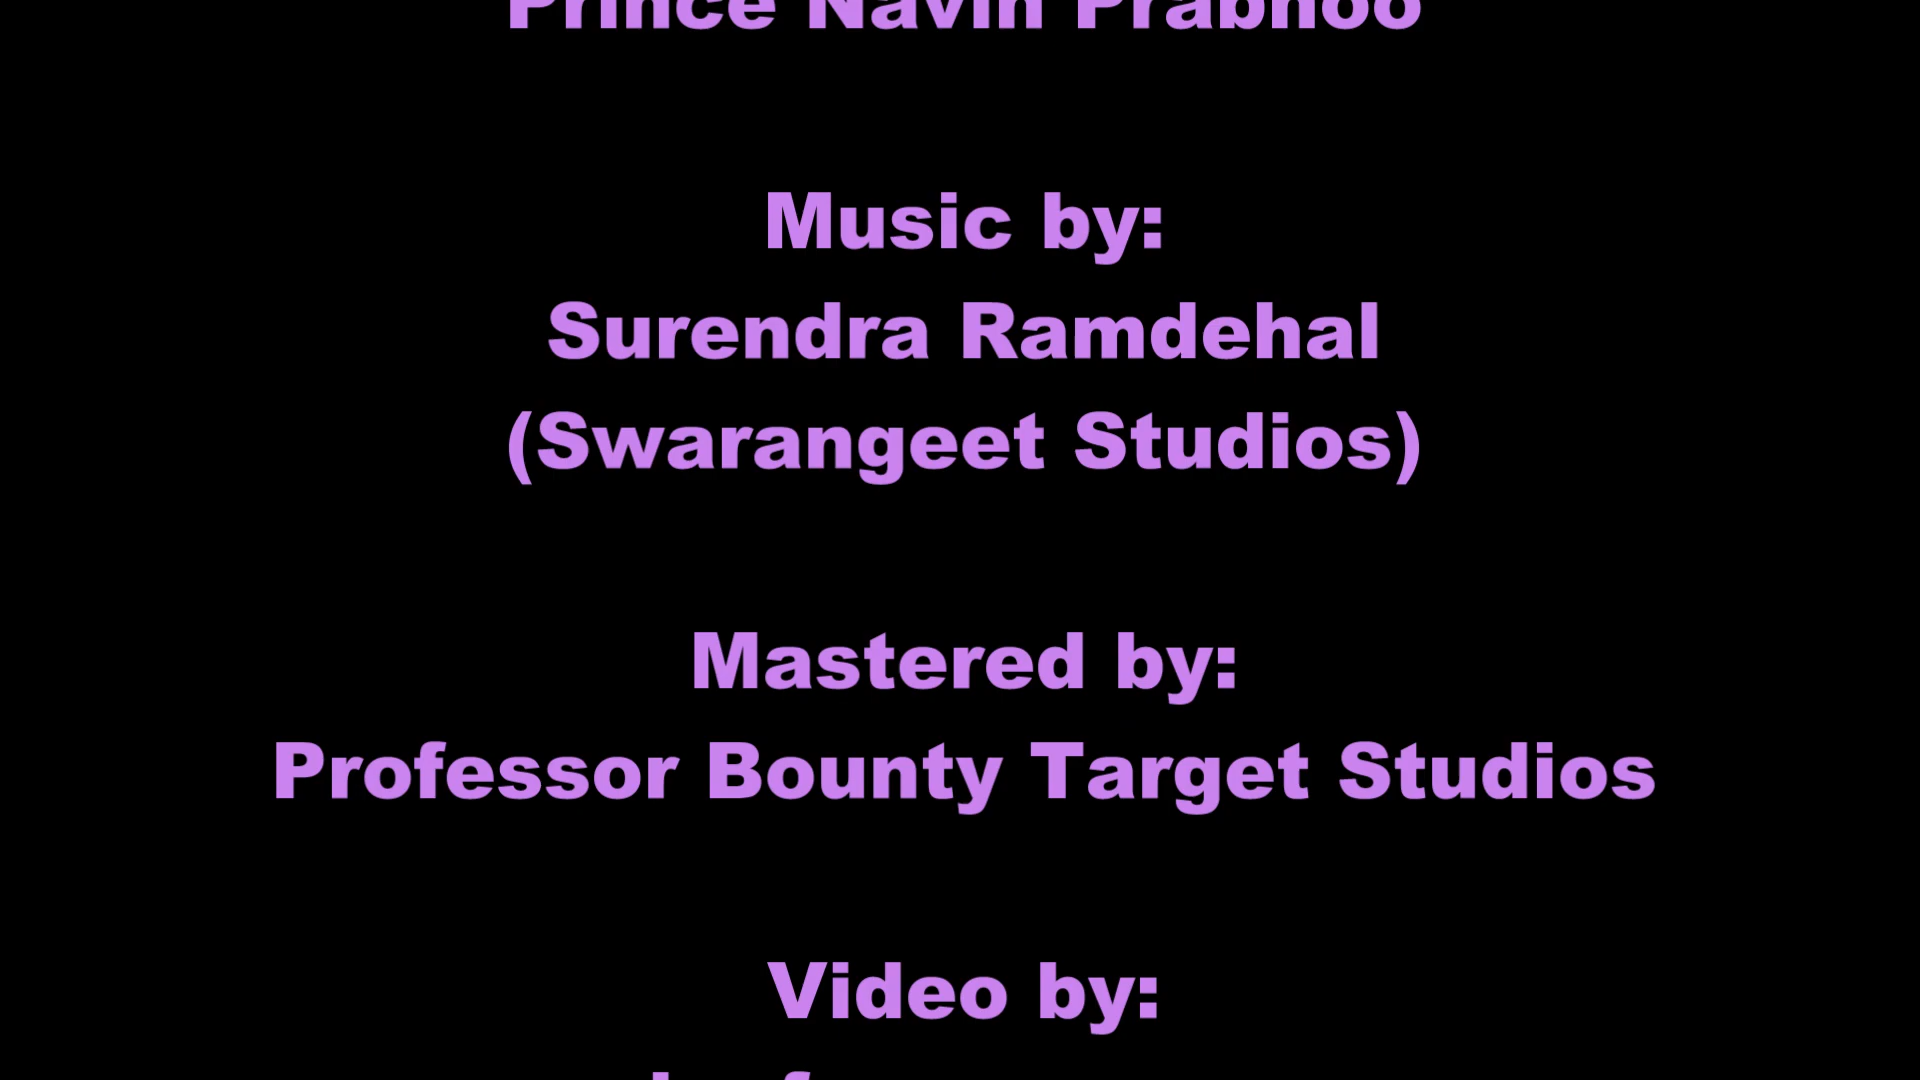 Prince Navin Prabhoo
Music by:
Surendra Ramdehal
(Swarangeet Studios)
Mastered by:
Professor Bounty Target Studios
Video by: